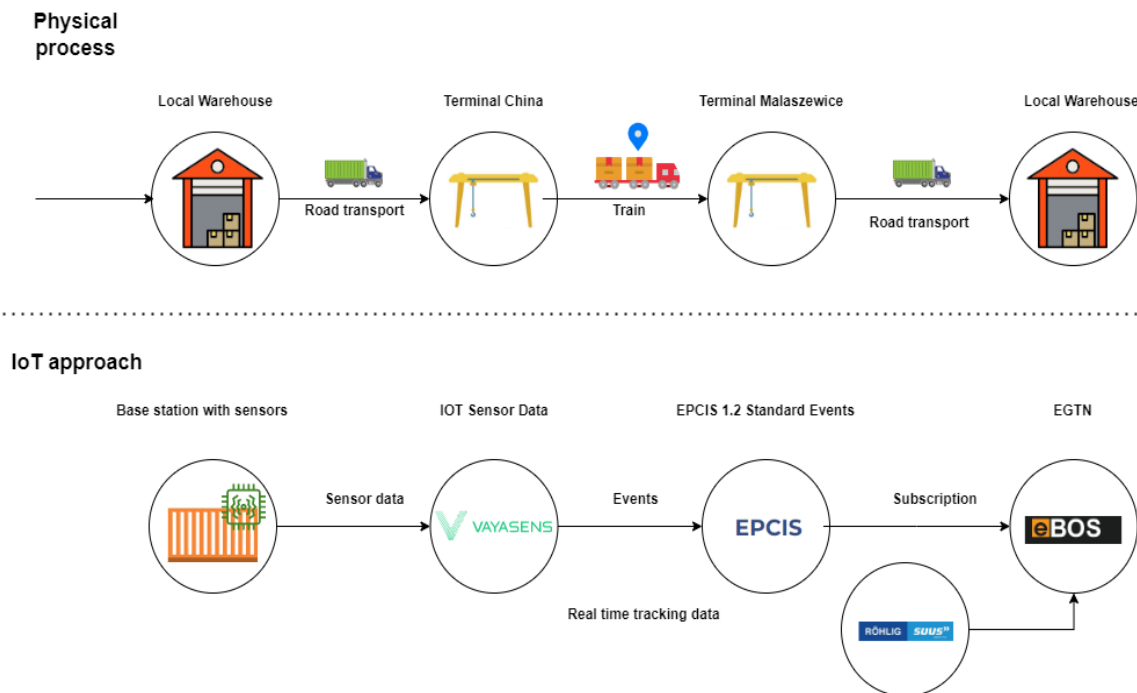 Physical
process
Local Warehouse
Terminal China
Terminal Malaszewice
Local Warehouse
Road transport
Train
Road transport
IoT approach
Base station with sensors
IOT Sensor Data
EPCIS 1.2 Standard Events
EGTN
Sensor data
Events
Subscription
VAYASENS
EPCIS
eBOS
Real time tracking data
RÖHLIG SUUS